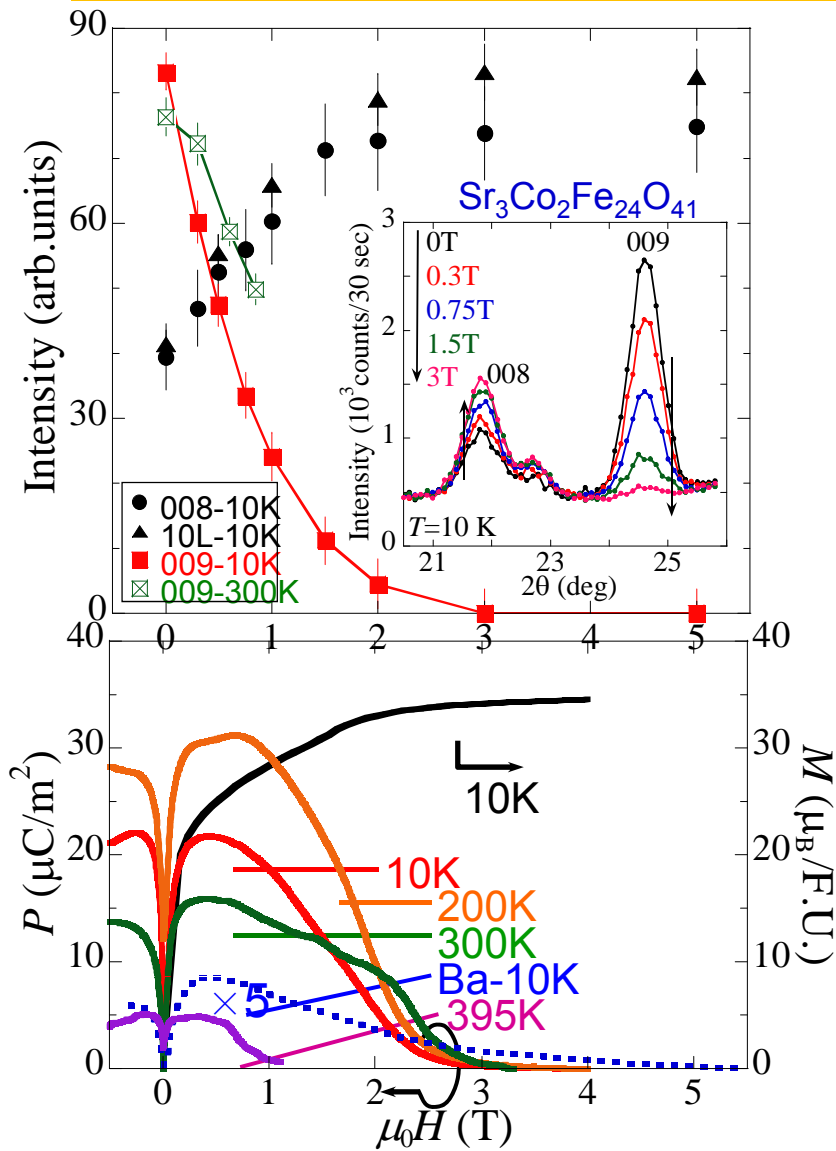 90
60
30
0
Intensity (arb.units)
Sr₃Co₂Fe₂₄O₄₁
3
2
1
0
Intensity (10³counts/30 sec)
0T
0.3T
0.75T
1.5T
3T
009
008
T=10 K
21 23 25
2θ (deg)
008-10K
10L-10K
009-10K
009-300K
0 1 2 3 4 5
40
30
20
10
0
P (μC/m²)
40
30
20
10
0
M (μB/F.U.)
10K
10K
200K
300K
Ba-10K
× 5
395K
0 1 2 3 4 5
μ₀H (T)